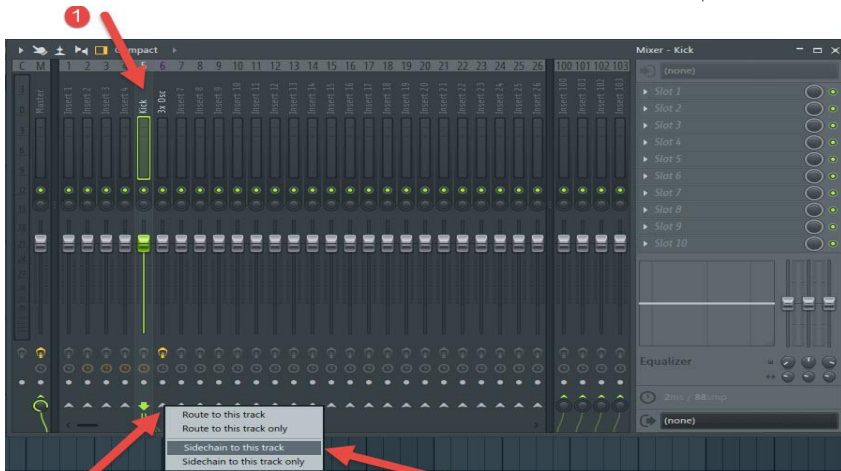 1
Compact
Mixer - Kick
C M 1 2 3 4 5 6 7 8 9 10 11 12 13 14 15 16 17 18 19 20 21 22 23 24 25 26 100 101 102 103
Master
Insert 1
Insert 2
Insert 3
Insert 4
Kick
3x Osc
Insert 7
Insert 8
Insert 9
Insert 10
Insert 11
Insert 12
Insert 13
Insert 14
Insert 15
Insert 16
Insert 17
Insert 18
Insert 19
Insert 20
Insert 21
Insert 22
Insert 23
Insert 24
Insert 25
Insert 26
Insert 100
Insert 101
Insert 102
Insert 103
(none)
Slot 1
Slot 2
Slot 3
Slot 4
Slot 5
Slot 6
Slot 7
Slot 8
Slot 9
Slot 10
Equalizer
2ms / 88smp
(none)
Route to this track
Route to this track only
Sidechain to this track
Sidechain to this track only